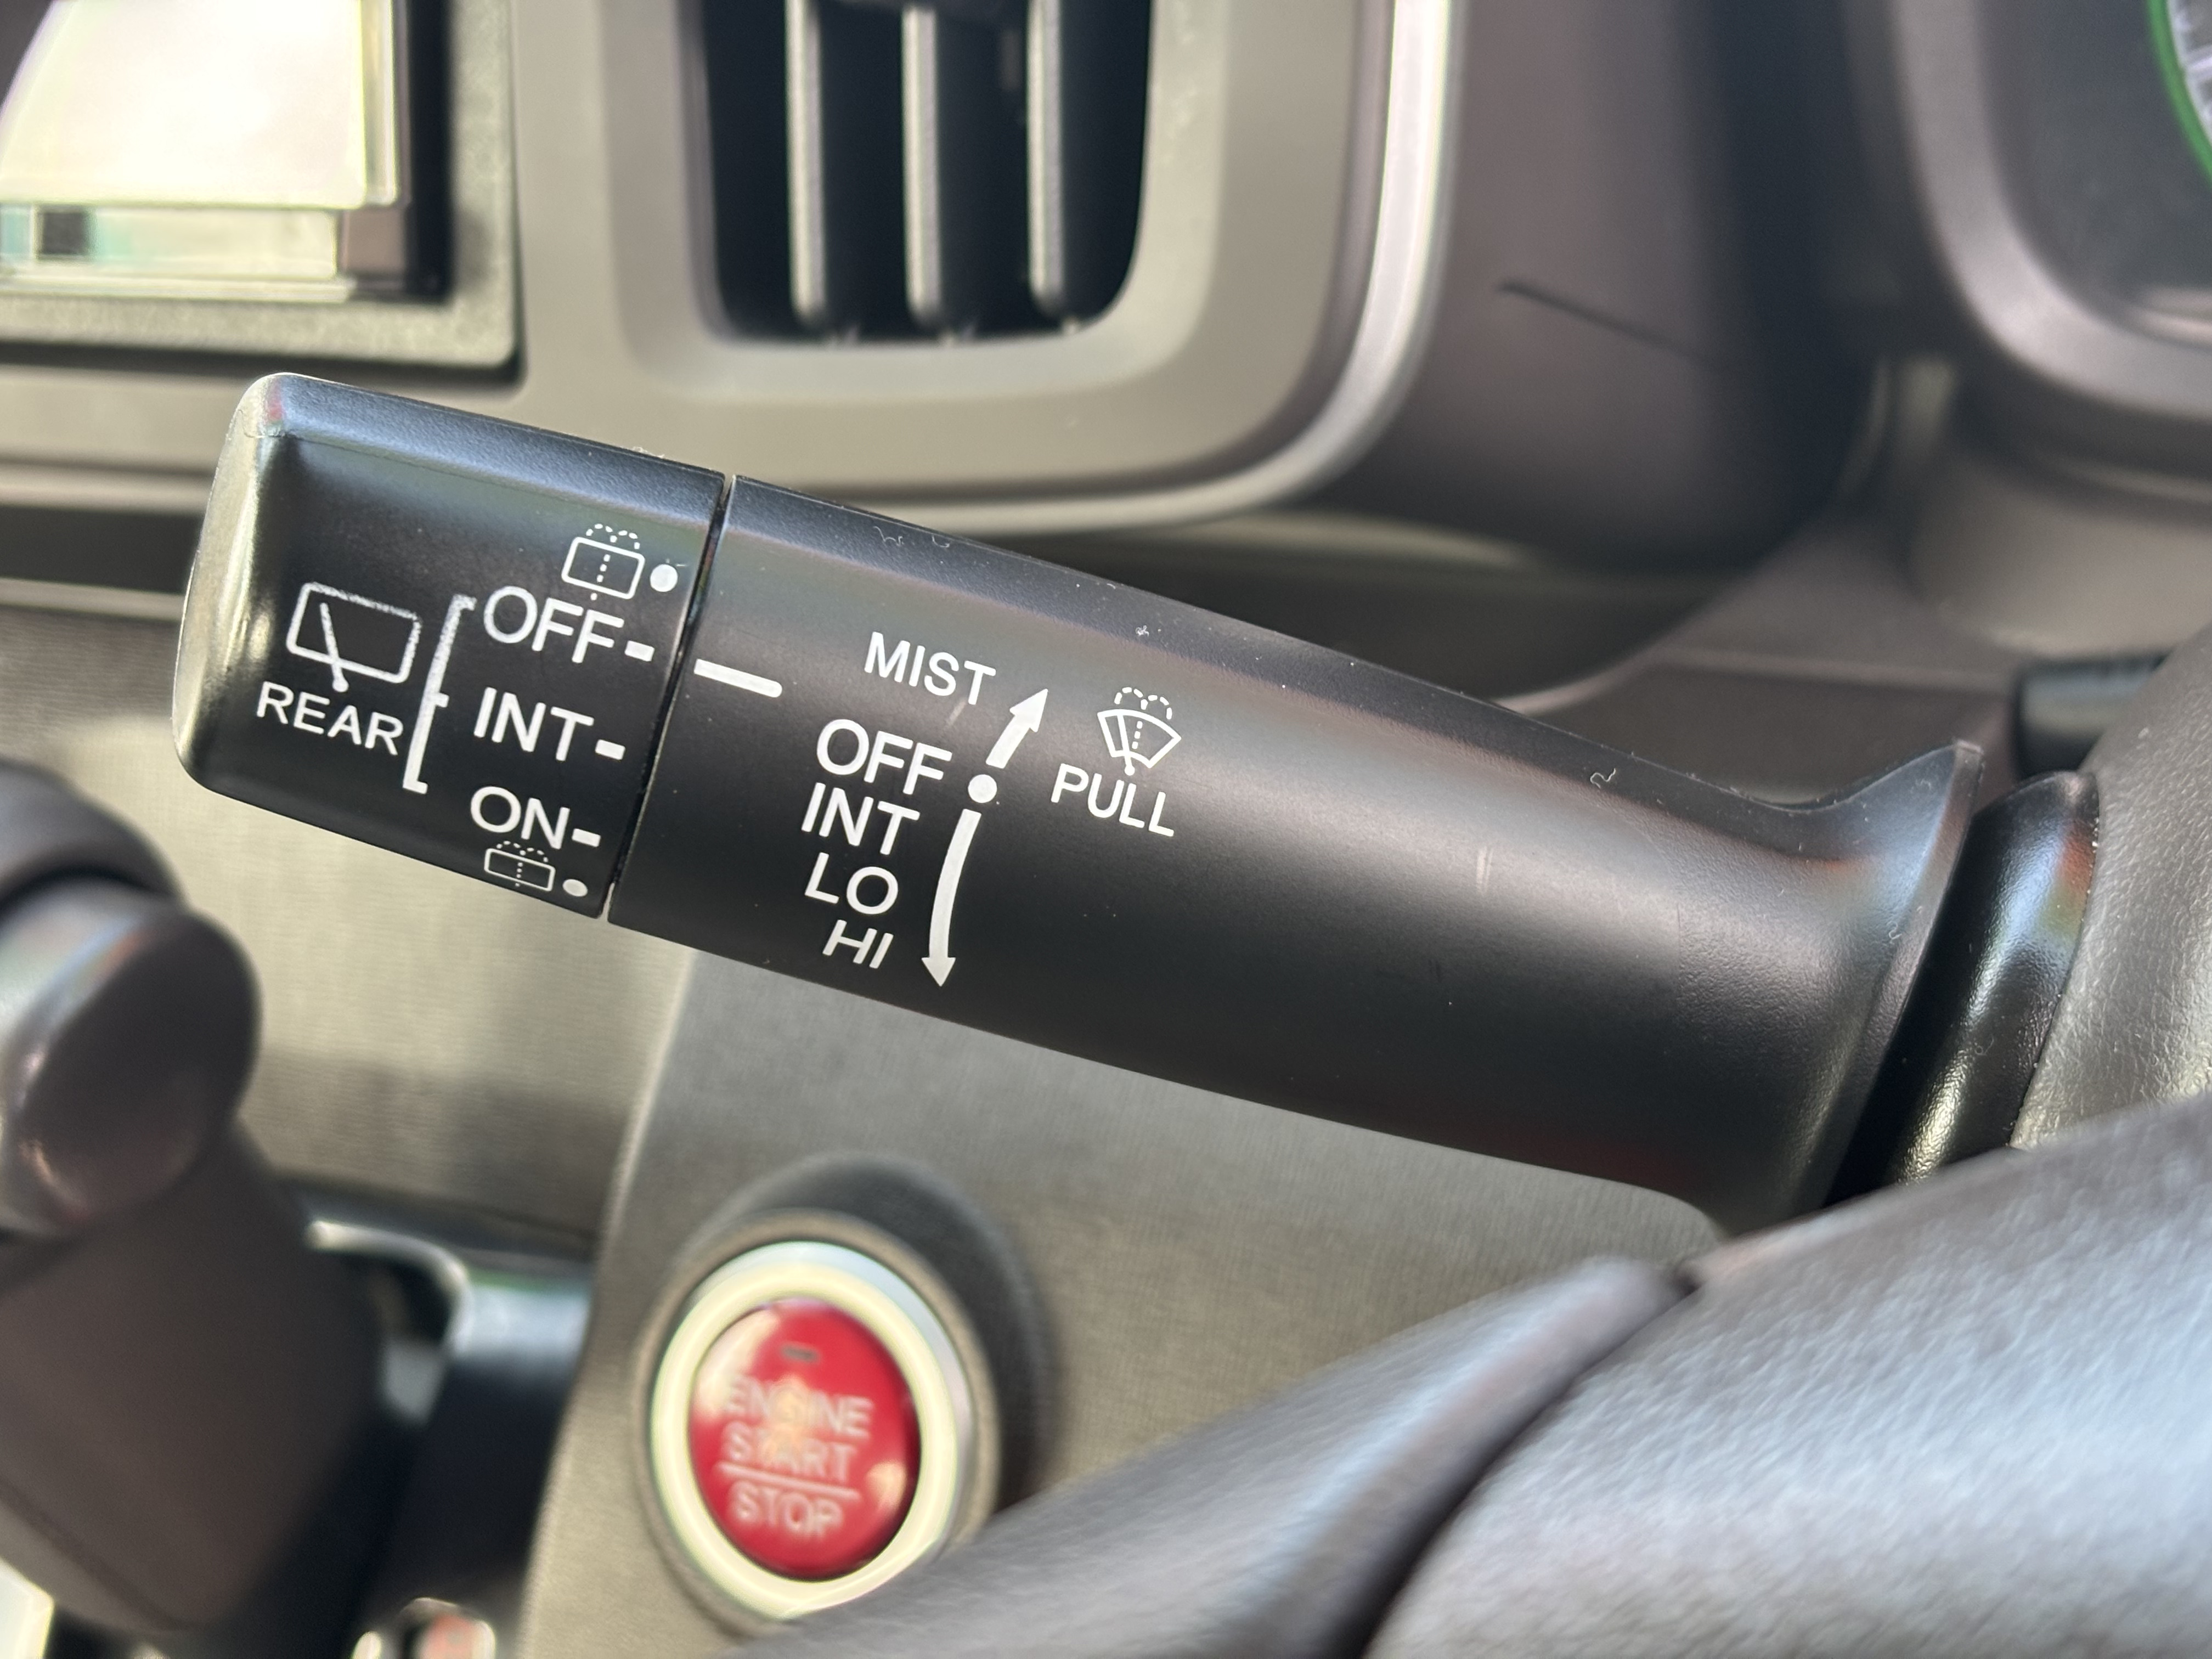 REAR
OFF
INT
ON
MIST
OFF
INT
LO
HI
PULL
ENGINE
START
STOP